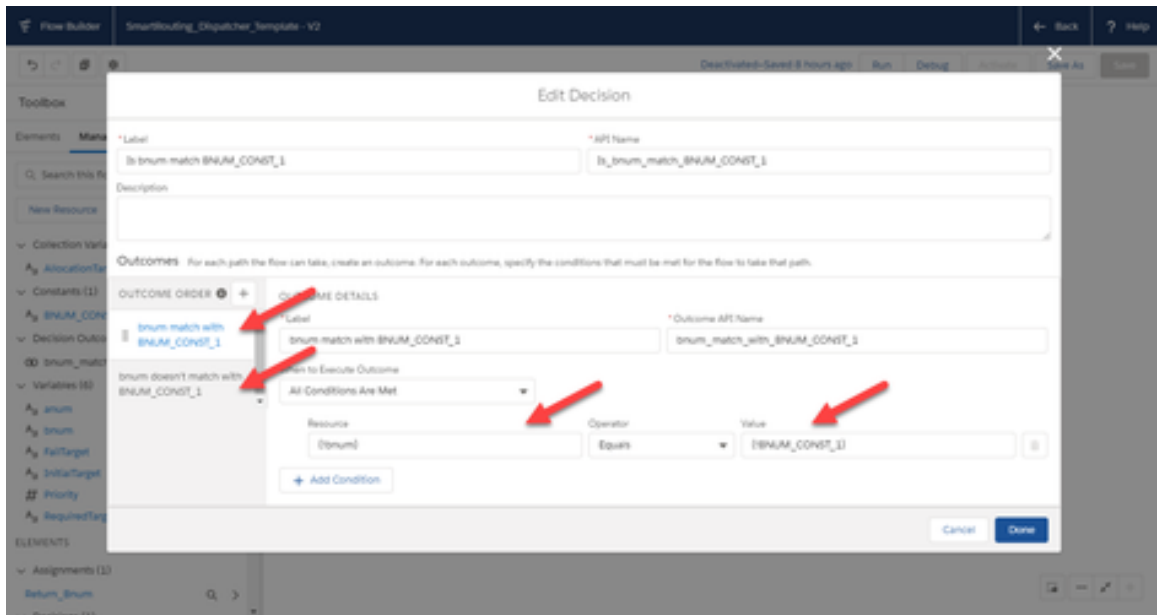 Flow Builder
SmartRouting_Dispatcher_Template - V2
Back
? Help
Deactivated—Saved 8 hours ago
Run
Debug
Activate
Save As
Save
Toolbox
Edit Decision
Elements
Mana
* Label
* API Name
Is bnum match BNUM_CONST_1
Is_bnum_match_BNUM_CONST_1
Search this flo
Description
New Resource
Collection Varia
Outcomes For each path the flow can take, create an outcome. For each outcome, specify the conditions that must be met for the flow to take that path.
AllocationTar
Constants (1)
OUTCOME ORDER
OUTCOME DETAILS
BNUM_CON
bnum match with
BNUM_CONST_1
* Label
* Outcome API Name
bnum match with BNUM_CONST_1
bnum_match_with_BNUM_CONST_1
Decision Outco
bnum_match
bnum doesn't match with
BNUM_CONST_1
When to Execute Outcome
All Conditions Are Met
Variables (6)
anum
bnum
FailTarget
InitialTarget
Priority
RequiredTarg
Resource
Operator
Value
{!bnum}
Equals
{!BNUM_CONST_1}
+ Add Condition
Cancel
Done
ELEMENTS
Assignments (1)
Return_Bnum